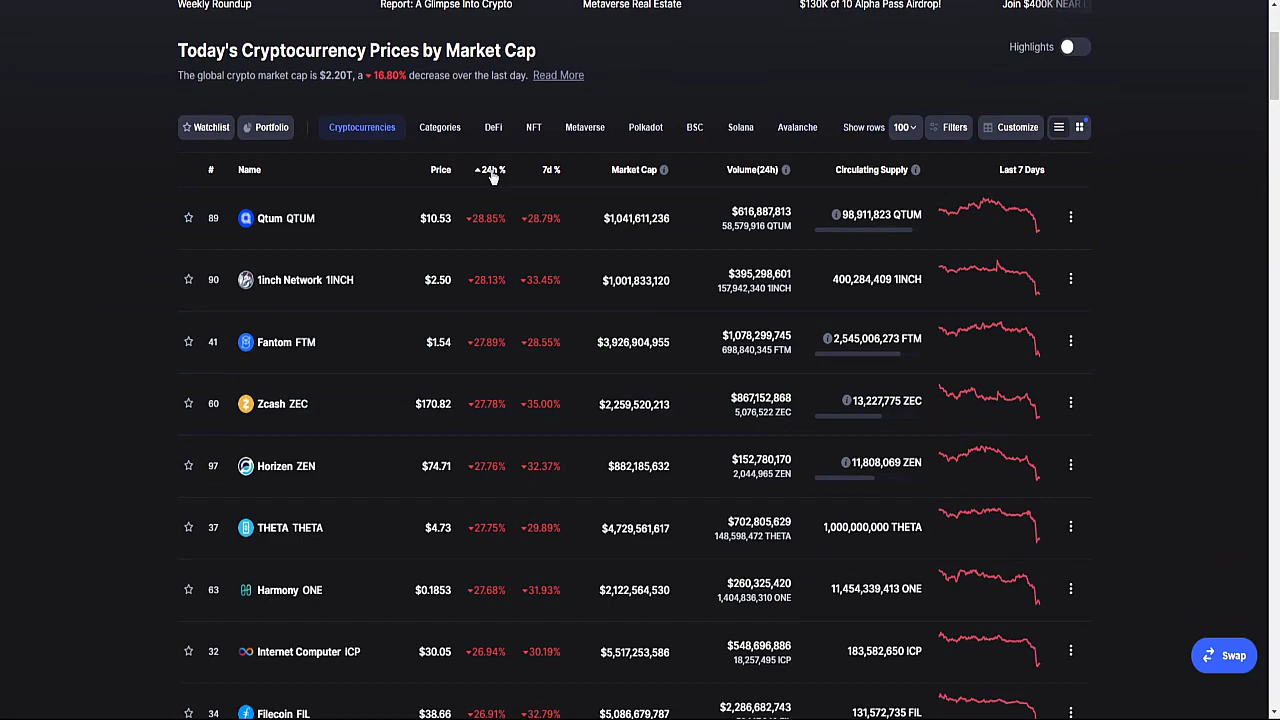 Weekly Roundup Report: A Glimpse Into Crypto Metaverse Real Estate $130K of 10 Alpha Pass Airdrop! Join $400K NEAR
Today's Cryptocurrency Prices by Market Cap
Highlights
The global crypto market cap is $2.20T, a 16.80% decrease over the last day. Read More
Watchlist Portfolio Cryptocurrencies Categories DeFi NFT Metaverse Polkadot BSC Solana Avalanche Show rows 100 Filters Customize
# Name Price 24h % 7d % Market Cap Volume(24h) Circulating Supply Last 7 Days
89 Qtum QTUM $10.53 28.85% 28.79% $1,041,611,236 $616,887,813 98,911,823 QTUM
58,579,916 QTUM
90 1inch Network 1INCH $2.50 28.13% 33.45% $1,001,833,120 $395,298,601 400,284,409 1INCH
157,942,340 1INCH
41 Fantom FTM $1.54 27.89% 28.55% $3,926,904,955 $1,078,299,745 2,545,006,273 FTM
698,840,345 FTM
60 Zcash ZEC $170.82 27.78% 35.00% $2,259,520,213 $867,152,868 13,227,775 ZEC
5,076,522 ZEC
97 Horizen ZEN $74.71 27.76% 32.37% $882,185,632 $152,780,170 11,808,069 ZEN
2,044,965 ZEN
37 THETA THETA $4.73 27.75% 29.89% $4,729,561,617 $702,805,629 1,000,000,000 THETA
148,598,472 THETA
63 Harmony ONE $0.1853 27.68% 31.93% $2,122,564,530 $260,325,420 11,454,339,413 ONE
1,404,836,310 ONE
32 Internet Computer ICP $30.05 26.94% 30.19% $5,517,253,586 $548,696,886 183,582,650 ICP
18,257,495 ICP
Swap
34 Filecoin FIL $38.66 26.91% 32.79% $5,086,679,787 $2,286,682,743 131,572,735 FIL